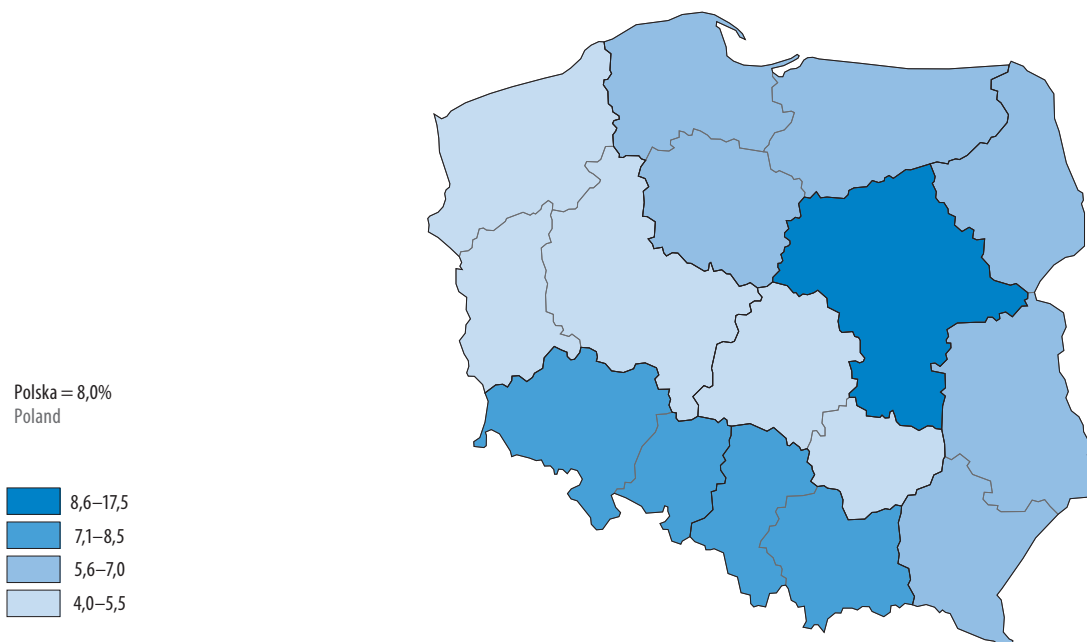 Polska = 8,0%
Poland
8,6–17,5
7,1–8,5
5,6–7,0
4,0–5,5